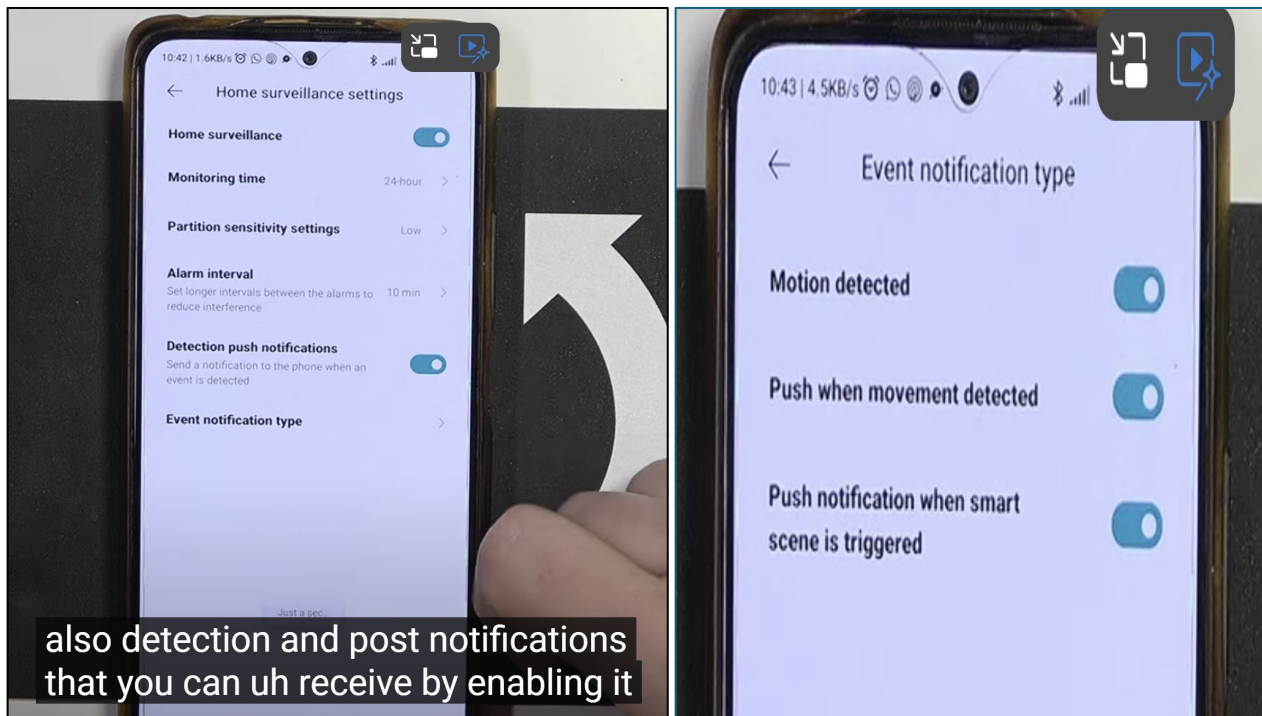 10:42 | 1.6KB/s
Home surveillance settings
Home surveillance
Monitoring time
24-hour
Partition sensitivity settings
Low
Alarm interval
Set longer intervals between the alarms to
reduce interference
10 min
Detection push notifications
Send a notification to the phone when an
event is detected
Event notification type
Just a sec...
also detection and post notifications
that you can uh receive by enabling it
10:43 | 4.5KB/s
Event notification type
Motion detected
Push when movement detected
Push notification when smart
scene is triggered